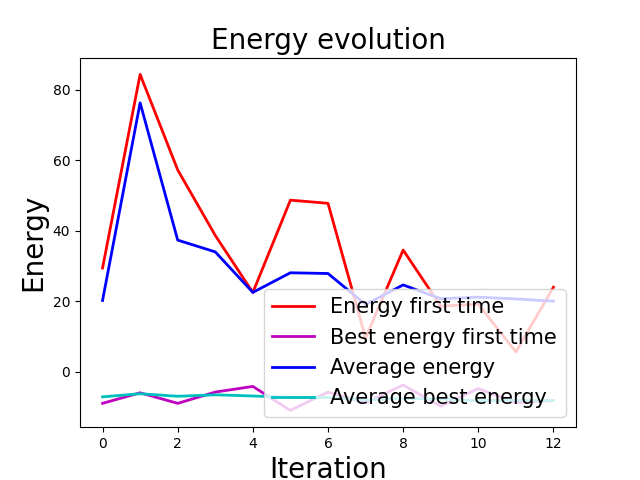 Energy evolution
Energy
80
60
40
20
0
Energy first time
Best energy first time
Average energy
Average best energy
0 2 4 6 8 10 12
Iteration